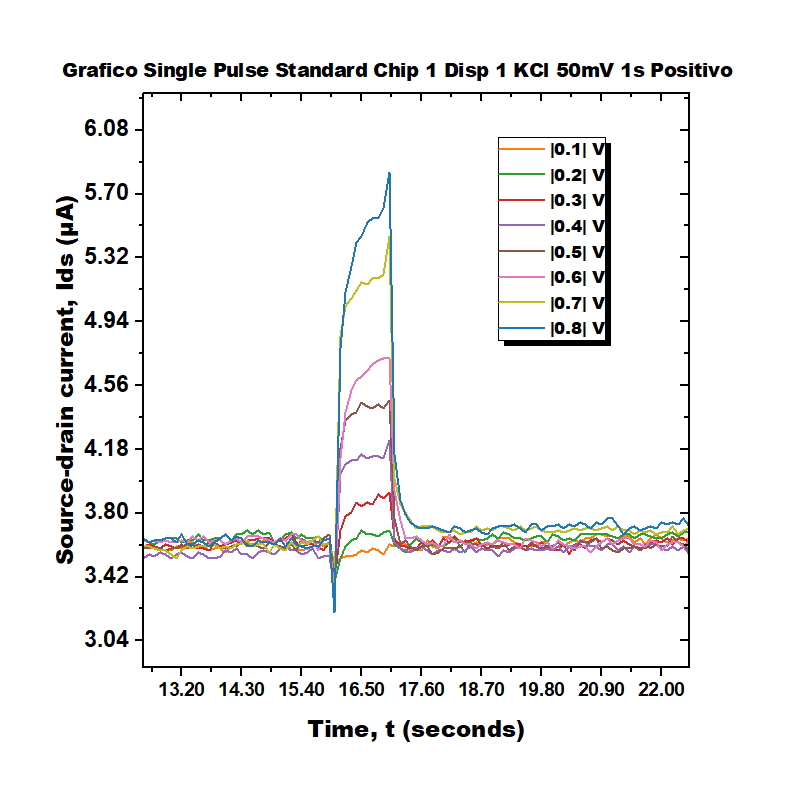 Grafico Single Pulse Standard Chip 1 Disp 1 KCl 50mV 1s Positivo
6.08
5.70
5.32
4.94
4.56
4.18
3.80
3.42
3.04
Source-drain current, Ids (µA)
|0.1| V
|0.2| V
|0.3| V
|0.4| V
|0.5| V
|0.6| V
|0.7| V
|0.8| V
13.20 14.30 15.40 16.50 17.60 18.70 19.80 20.90 22.00
Time, t (seconds)